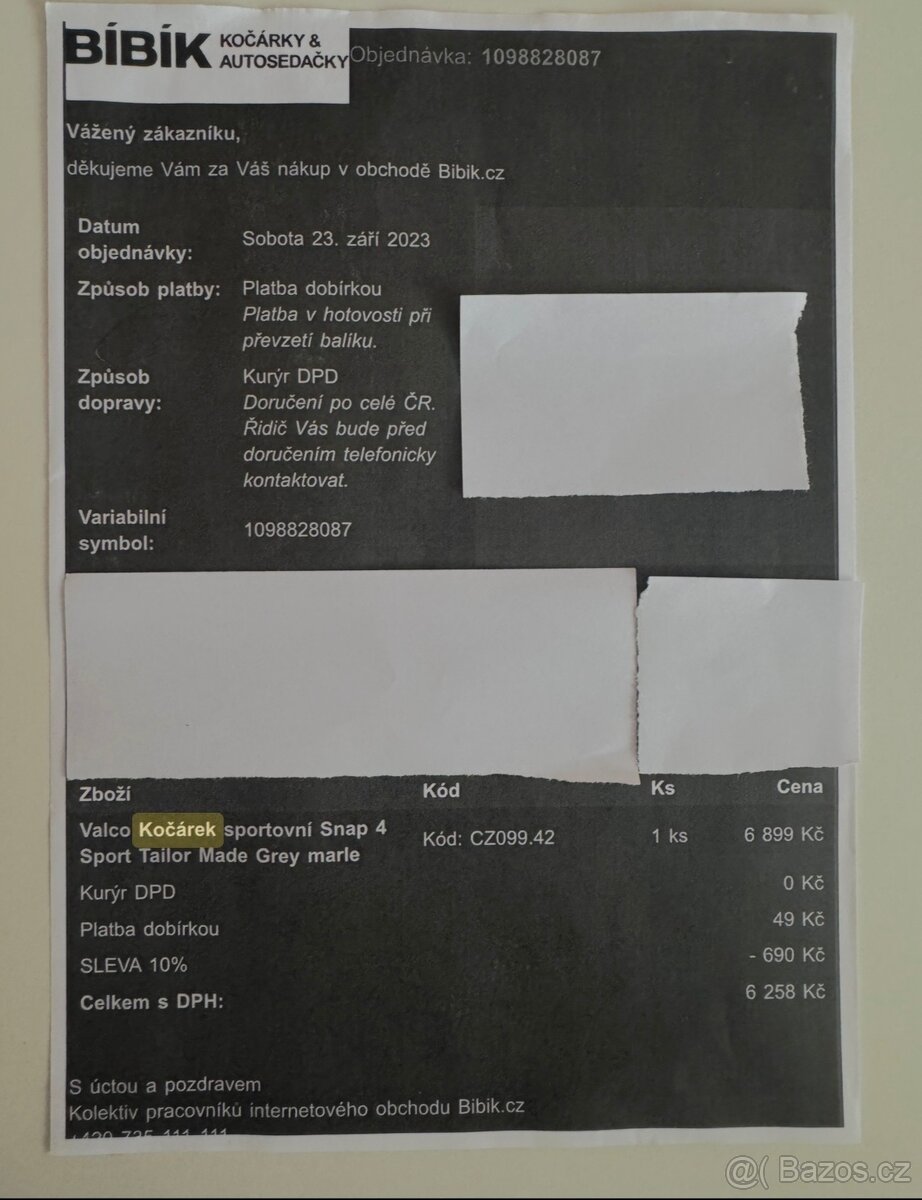 BÍBÍK KOČÁRKY &
AUTOSEDAČKY
Objednávka: 1098828087
Vážený zákazníku,
děkujeme Vám za Váš nákup v obchodě Bibik.cz
Datum
objednávky:
Sobota 23. září 2023
Způsob platby:
Platba dobírkou
Platba v hotovosti při
převzetí balíku.
Způsob
dopravy:
Kurýr DPD
Doručení po celé ČR.
Řidič Vás bude před
doručením telefonicky
kontaktovat.
Variabilní
symbol:
1098828087
Zboží Kód Ks Cena
Valco Kočárek sportovní Snap 4
Sport Tailor Made Grey marle
Kód: CZ099.42 1 ks 6 899 Kč
Kurýr DPD 0 Kč
Platba dobírkou 49 Kč
SLEVA 10% - 690 Kč
Celkem s DPH: 6 258 Kč
S úctou a pozdravem
Kolektiv pracovníků internetového obchodu Bibik.cz
+420 725 111 111
@( Bazos.cz